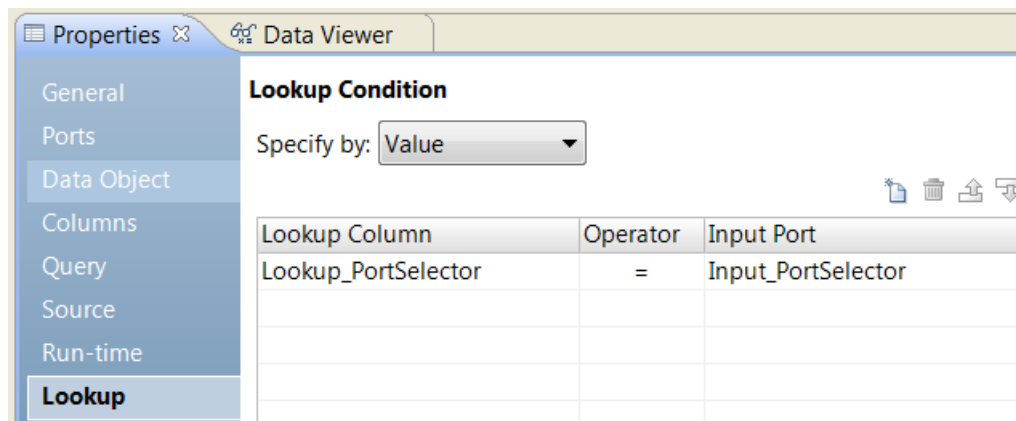 Properties Data Viewer
General
Ports
Data Object
Columns
Query
Source
Run-time
Lookup
Lookup Condition
Specify by: Value
Lookup Column Operator Input Port
Lookup_PortSelector = Input_PortSelector